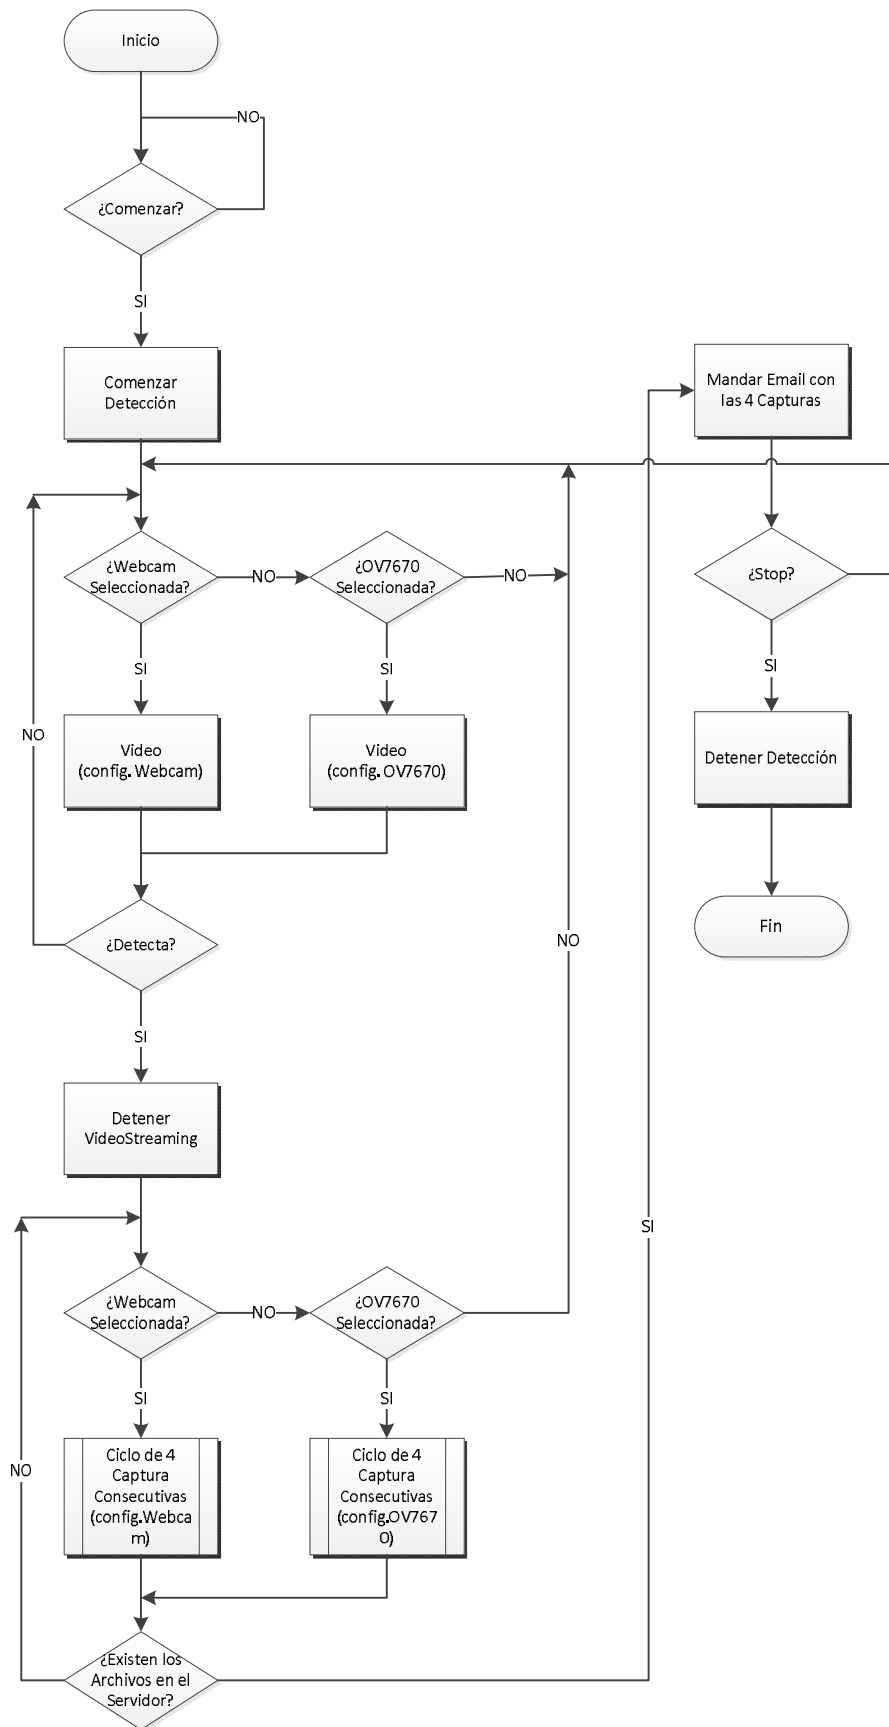 Inicio
NO
¿Comenzar?
SI
Comenzar
Detección
Mandar Email con
las 4 Capturas
¿Webcam
Seleccionada?
NO
¿OV7670
Seleccionada?
NO
¿Stop?
SI
SI
SI
NO
Video
(config. Webcam)
Video
(config. OV7670)
Detener Detección
¿Detecta?
NO
Fin
SI
Detener
VideoStreaming
SI
¿Webcam
Seleccionada?
NO
¿OV7670
Seleccionada?
SI
SI
NO
Ciclo de 4
Captura
Consecutivas
(config.Webca
m)
Ciclo de 4
Captura
Consecutivas
(config.OV767
0)
¿Existen los
Archivos en el
Servidor?